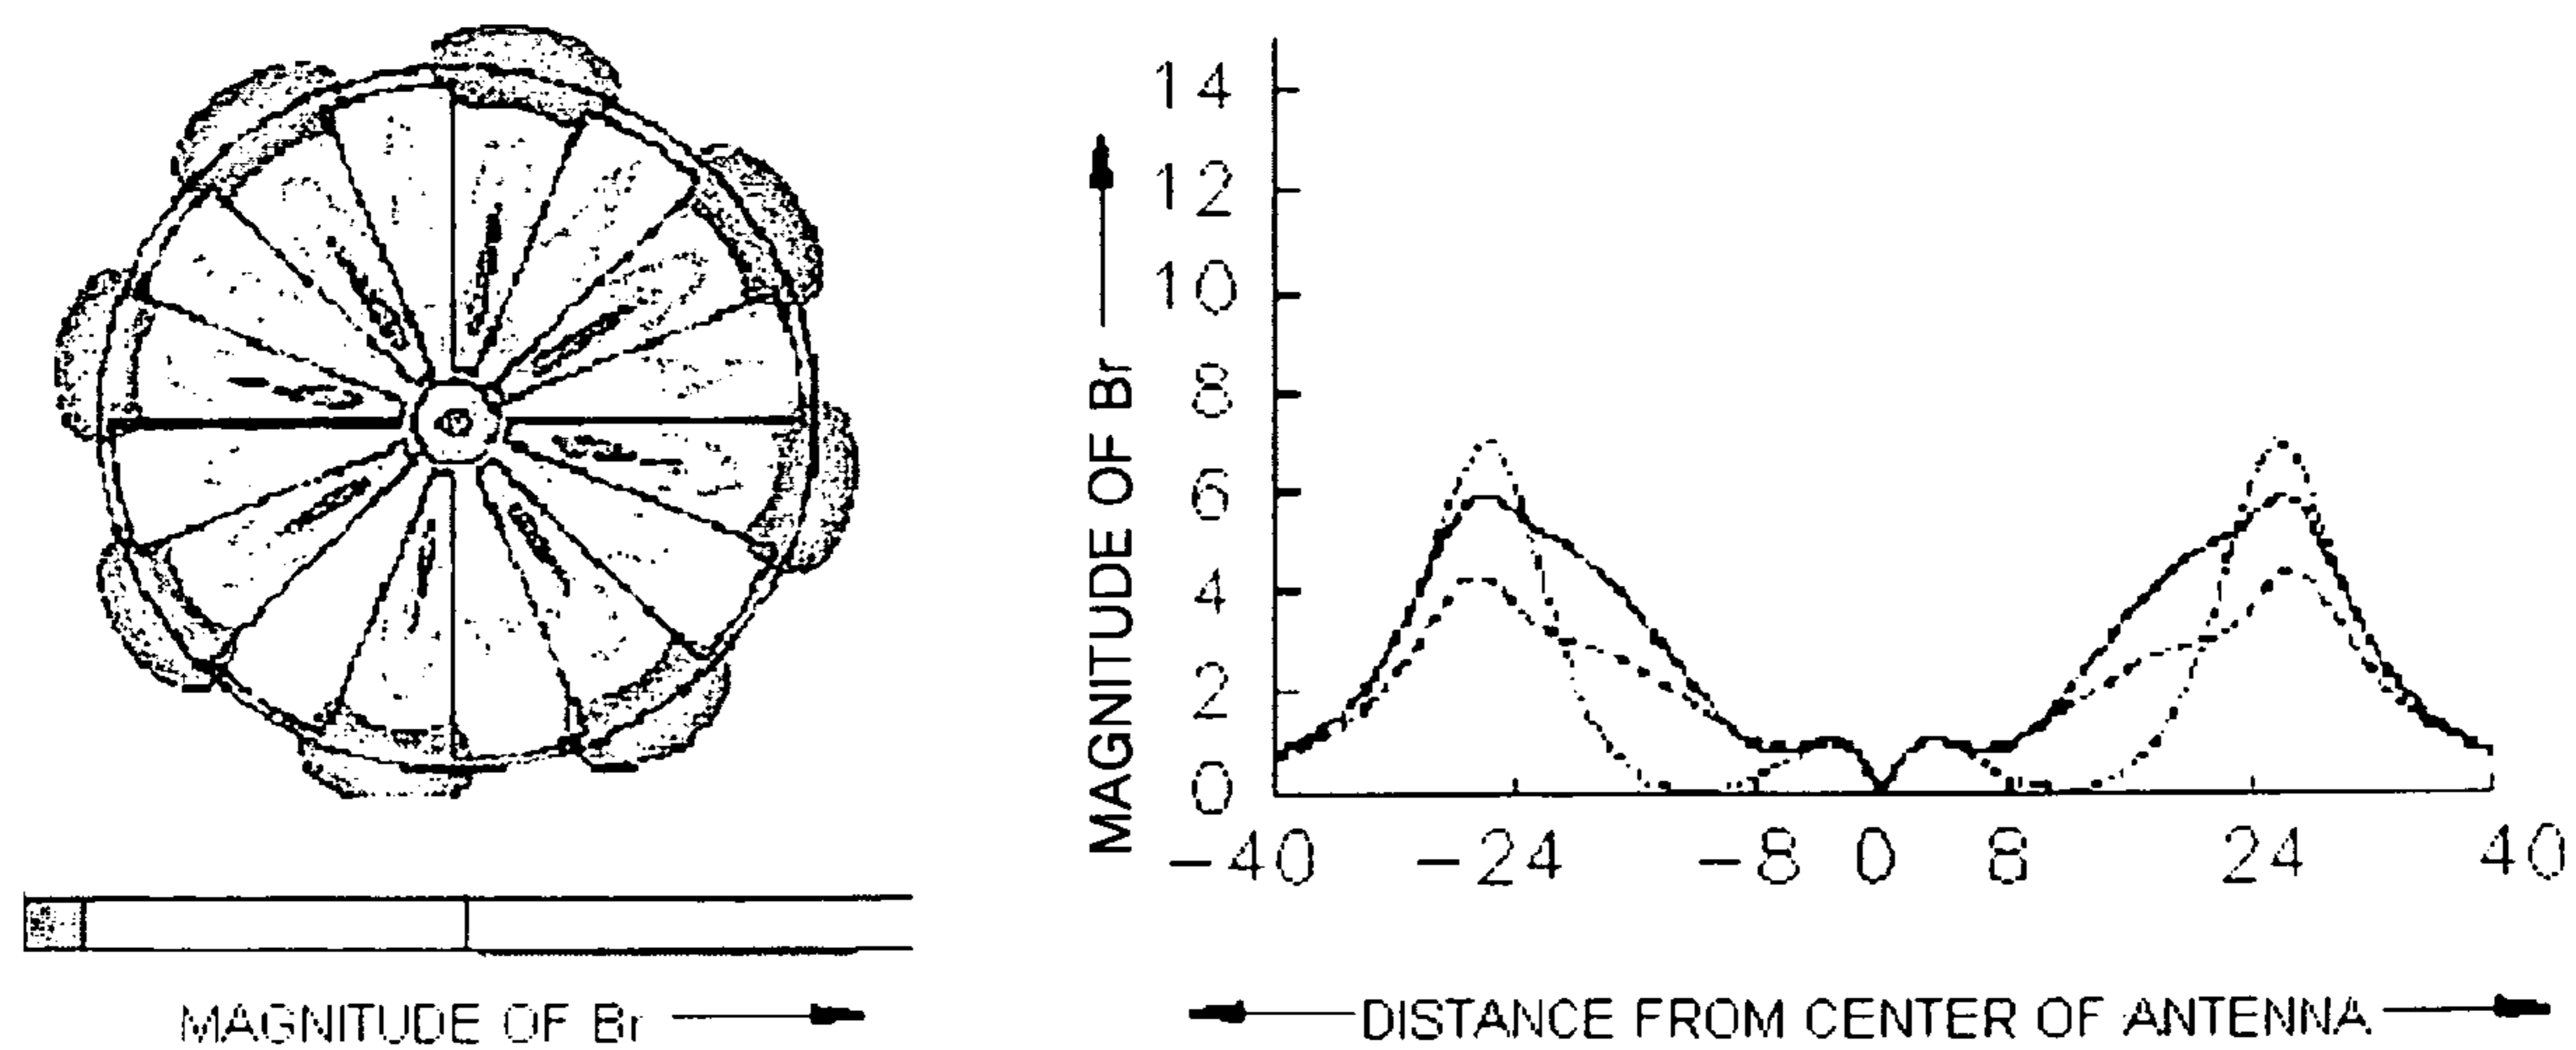 14
12
10
8
6
4
2
0
MAGNITUDE OF Br
-40 -24 -8 0 8 24 40
MAGNITUDE OF Br
DISTANCE FROM CENTER OF ANTENNA